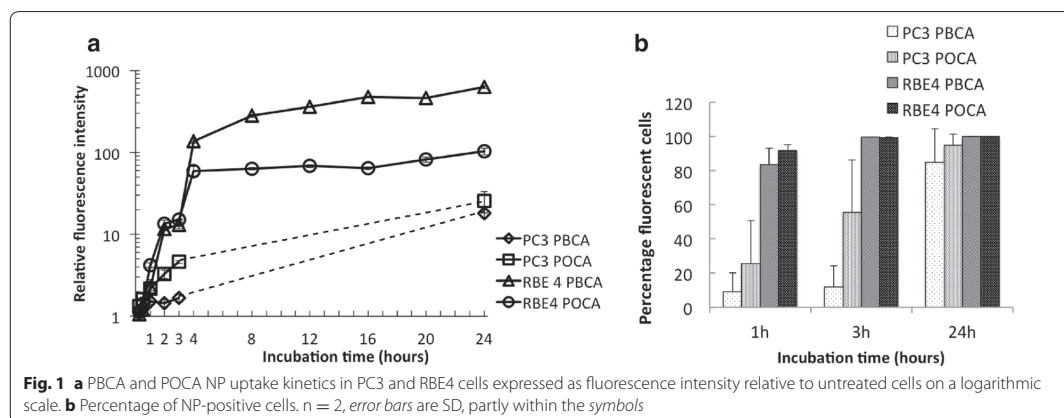 a
Relative fluorescence intensity
1000
100
10
1
1 2 3 4 8 12 16 20 24
Incubation time (hours)
PC3 PBCA
PC3 POCA
RBE 4 PBCA
RBE4 POCA
b
PC3 PBCA
PC3 POCA
RBE4 PBCA
RBE4 POCA
Percentage fluorescent cells
120
100
80
60
40
20
0
1h 3h 24h
Incubation time (hours)
Fig. 1 a PBCA and POCA NP uptake kinetics in PC3 and RBE4 cells expressed as fluorescence intensity relative to untreated cells on a logarithmic
scale. b Percentage of NP-positive cells. n = 2, error bars are SD, partly within the symbols